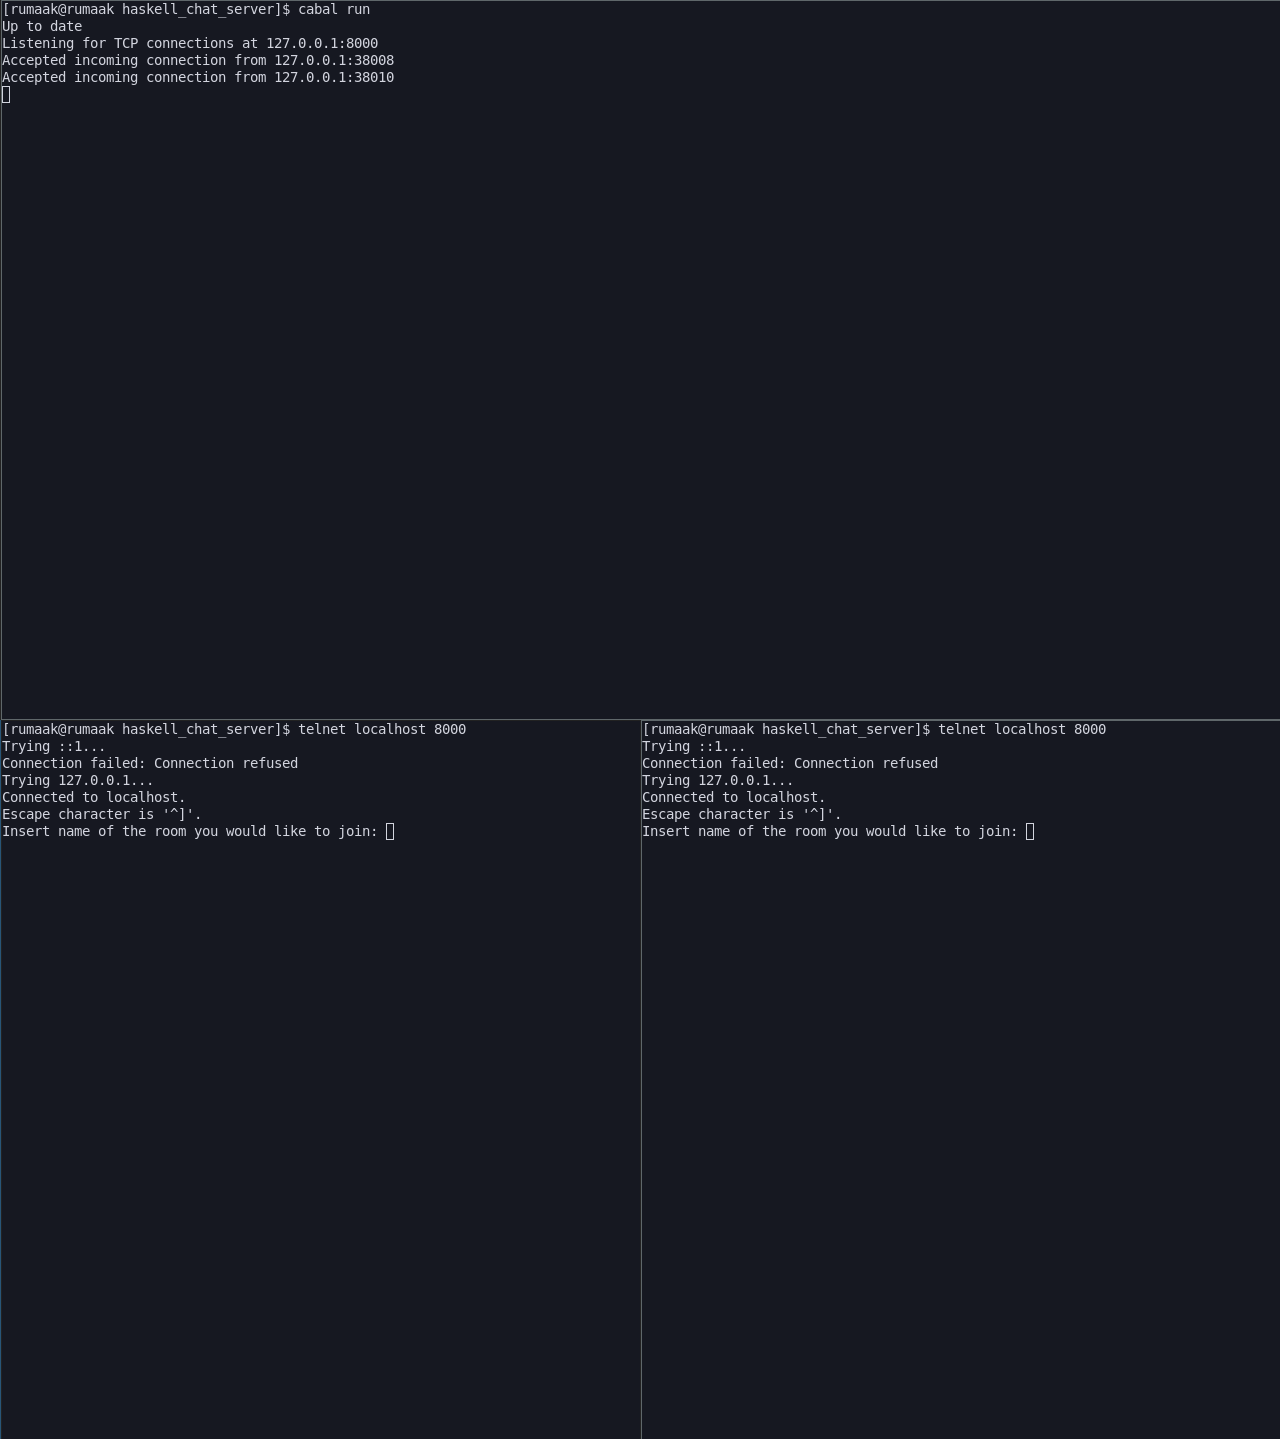 [rumaak@rumaak haskell_chat_server]$ cabal run
Up to date
Listening for TCP connections at 127.0.0.1:8000
Accepted incoming connection from 127.0.0.1:38008
Accepted incoming connection from 127.0.0.1:38010
[rumaak@rumaak haskell_chat_server]$ telnet localhost 8000
Trying ::1...
Connection failed: Connection refused
Trying 127.0.0.1...
Connected to localhost.
Escape character is '^]'.
Insert name of the room you would like to join:
[rumaak@rumaak haskell_chat_server]$ telnet localhost 8000
Trying ::1...
Connection failed: Connection refused
Trying 127.0.0.1...
Connected to localhost.
Escape character is '^]'.
Insert name of the room you would like to join: